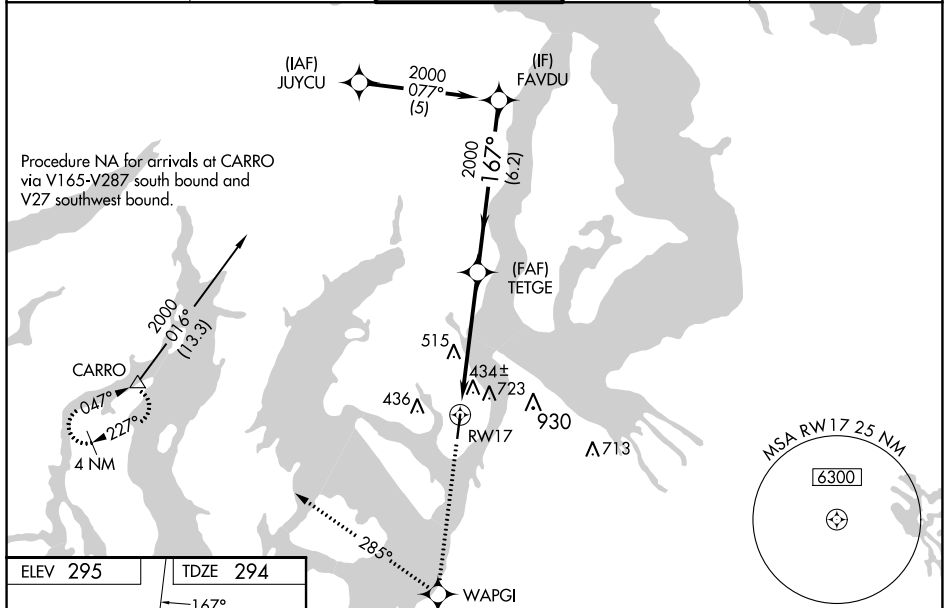 (IAF)
JUYCU
2000
077°
(5)
(IF)
FAVDU
Procedure NA for arrivals at CARRO
via V165-V287 south bound and
V27 southwest bound.
2000
167°
(6.2)
(FAF)
TETGE
2000
016°
(13.3)
CARRO
047°
227°
4 NM
515
434±
723
436
930
RW17
713
MSA RW17 25 NM
6300
285°
WAPGI
ELEV 295
TDZE 294
167°